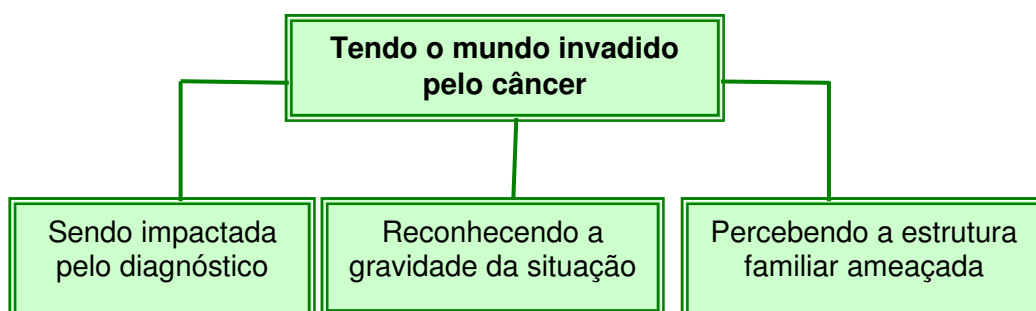 Tendo o mundo invadido
pelo câncer
Sendo impactada
pelo diagnóstico
Reconhecendo a
gravidade da situação
Percebendo a estrutura
familiar ameaçada